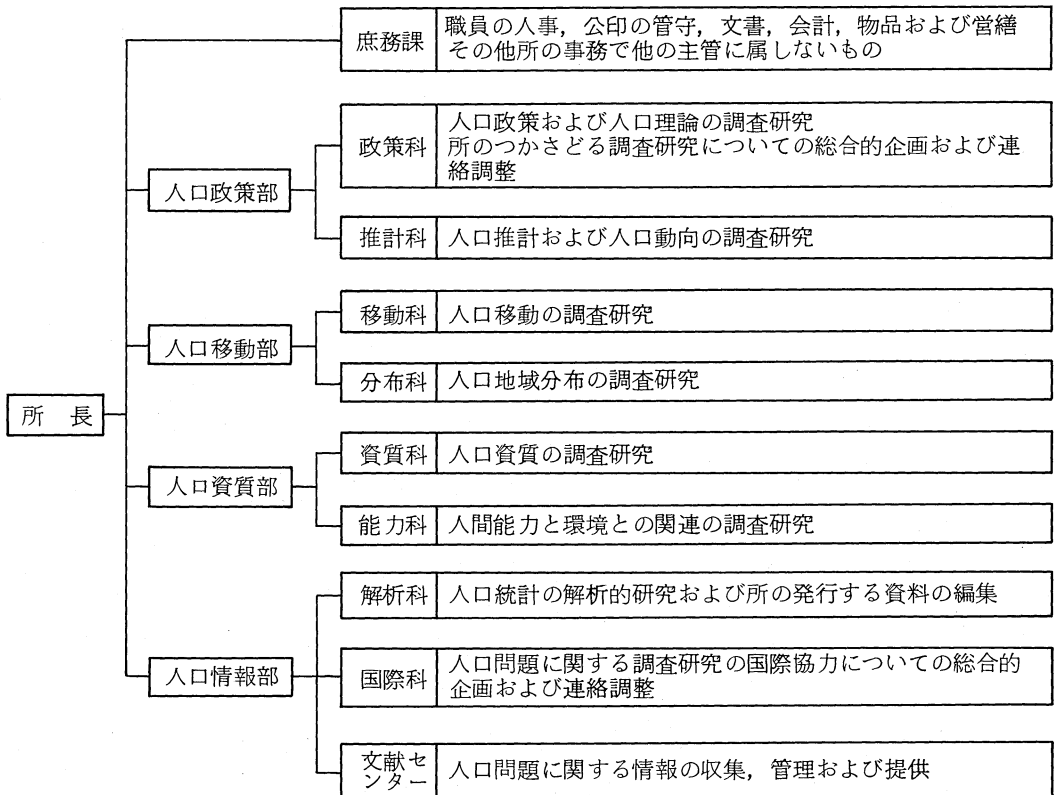 庶務課
職員の人事，公印の管守，文書，会計，物品および営繕
その他所の事務で他の主管に属しないもの
政策科
人口政策および人口理論の調査研究
所のつかさどる調査研究についての総合的企画および連
絡調整
人口政策部
推計科
人口推計および人口動向の調査研究
移動科
人口移動の調査研究
人口移動部
分布科
人口地域分布の調査研究
所　長
資質科
人口資質の調査研究
人口資質部
能力科
人間能力と環境との関連の調査研究
解析科
人口統計の解析的研究および所の発行する資料の編集
人口情報部
国際科
人口問題に関する調査研究の国際協力についての総合的
企画および連絡調整
文献セ
ンター
人口問題に関する情報の収集，管理および提供